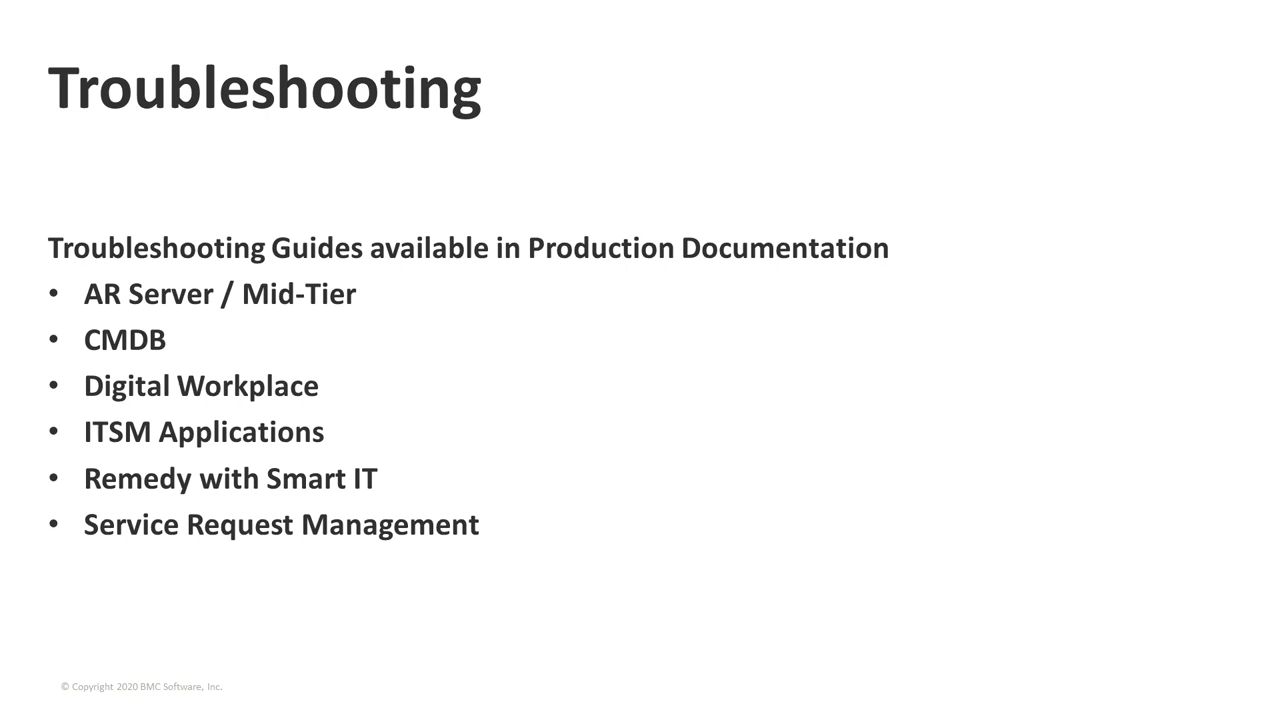 Troubleshooting
Troubleshooting Guides available in Production Documentation
• AR Server / Mid-Tier
• CMDB
• Digital Workplace
• ITSM Applications
• Remedy with Smart IT
• Service Request Management
© Copyright 2020 BMC Software, Inc.